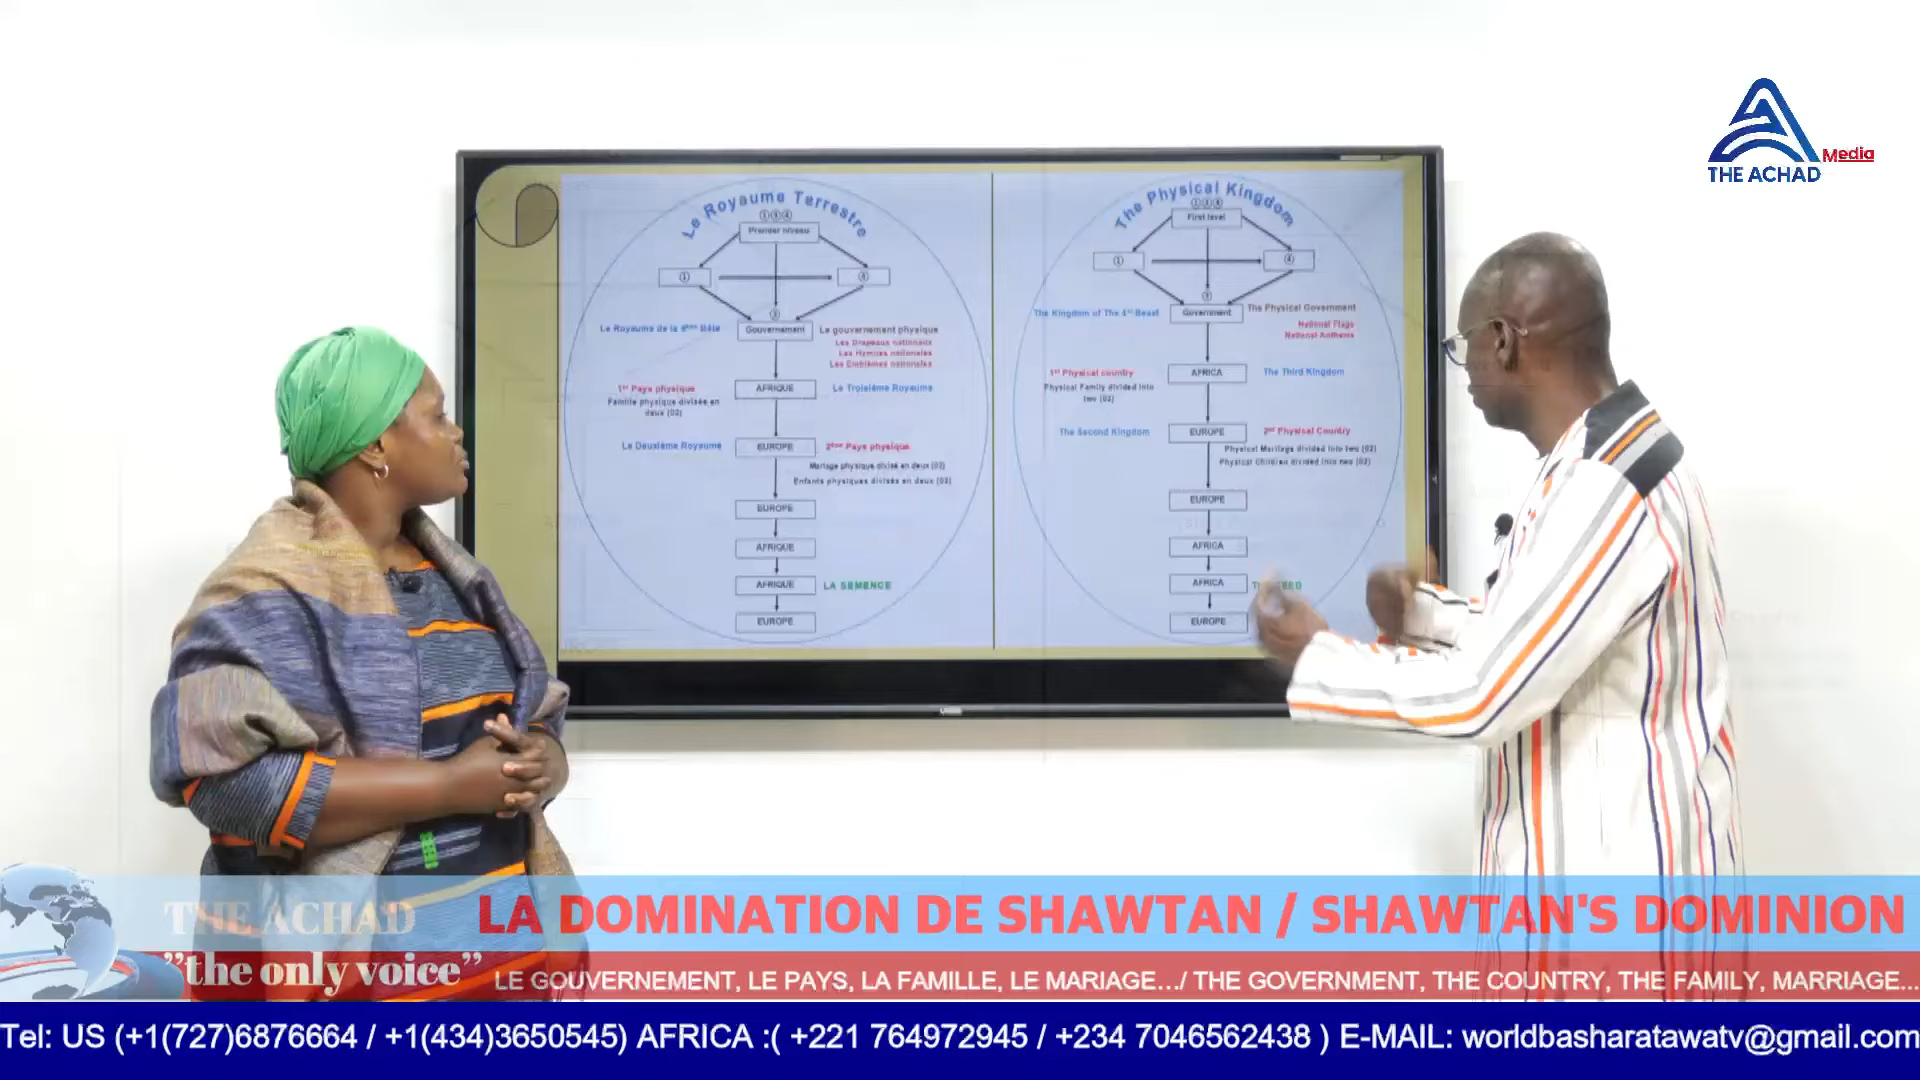 Media
THE ACHAD
Le Royaume Terrestre
①③④
Premier niveau
①
④
③
Le Royaume de la 4ème Bête
Gouvernement
Le gouvernement physique
Les Drapeaux nationaux
Les Hymnes nationales
Les Emblèmes nationales
1er Pays physique
AFRIQUE
Le Troisième Royaume
Famille physique divisée en
deux (02)
Le Deuxième Royaume
EUROPE
2ème Pays physique
Mariage physique divisé en deux (02)
Enfants physiques divisés en deux (02)
EUROPE
AFRIQUE
AFRIQUE
LA SEMENCE
EUROPE
The Physical Kingdom
First level
①
④
The Kingdom of The 4th Beast
Government
The Physical Government
National Flags
National Anthems
1st Physical country
AFRICA
The Third Kingdom
Physical Family divided into
two (02)
The Second Kingdom
EUROPE
2nd Physical Country
Physical Marriage divided into two (02)
Physical Children divided into two (02)
EUROPE
AFRICA
AFRICA
EUROPE
THE ACHAD
"the only voice"
LA DOMINATION DE SHAWTAN / SHAWTAN'S DOMINION
LE GOUVERNEMENT, LE PAYS, LA FAMILLE, LE MARIAGE.../ THE GOVERNMENT, THE COUNTRY, THE FAMILY, MARRIAGE...
Tel: US (+1(727)6876664 / +1(434)3650545) AFRICA :( +221 764972945 / +234 7046562438 ) E-MAIL: worldbasharatawatv@gmail.com